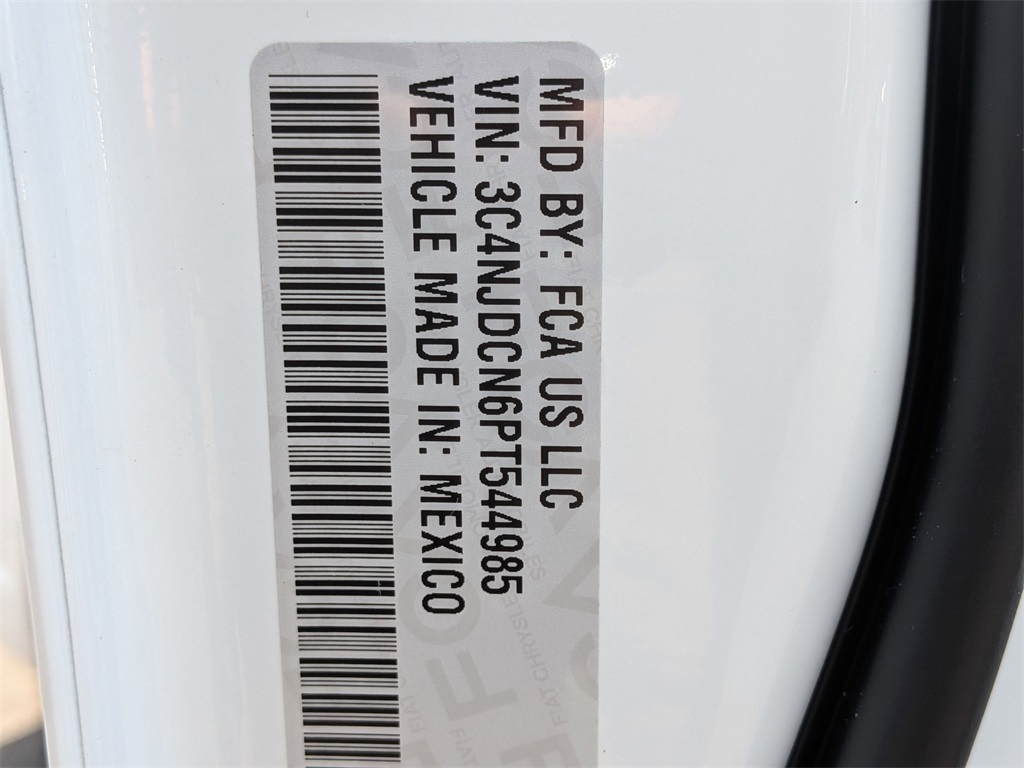 MFD BY: FCA US LLC
VIN: 3C4NJDCN6PT544985
VEHICLE MADE IN: MEXICO